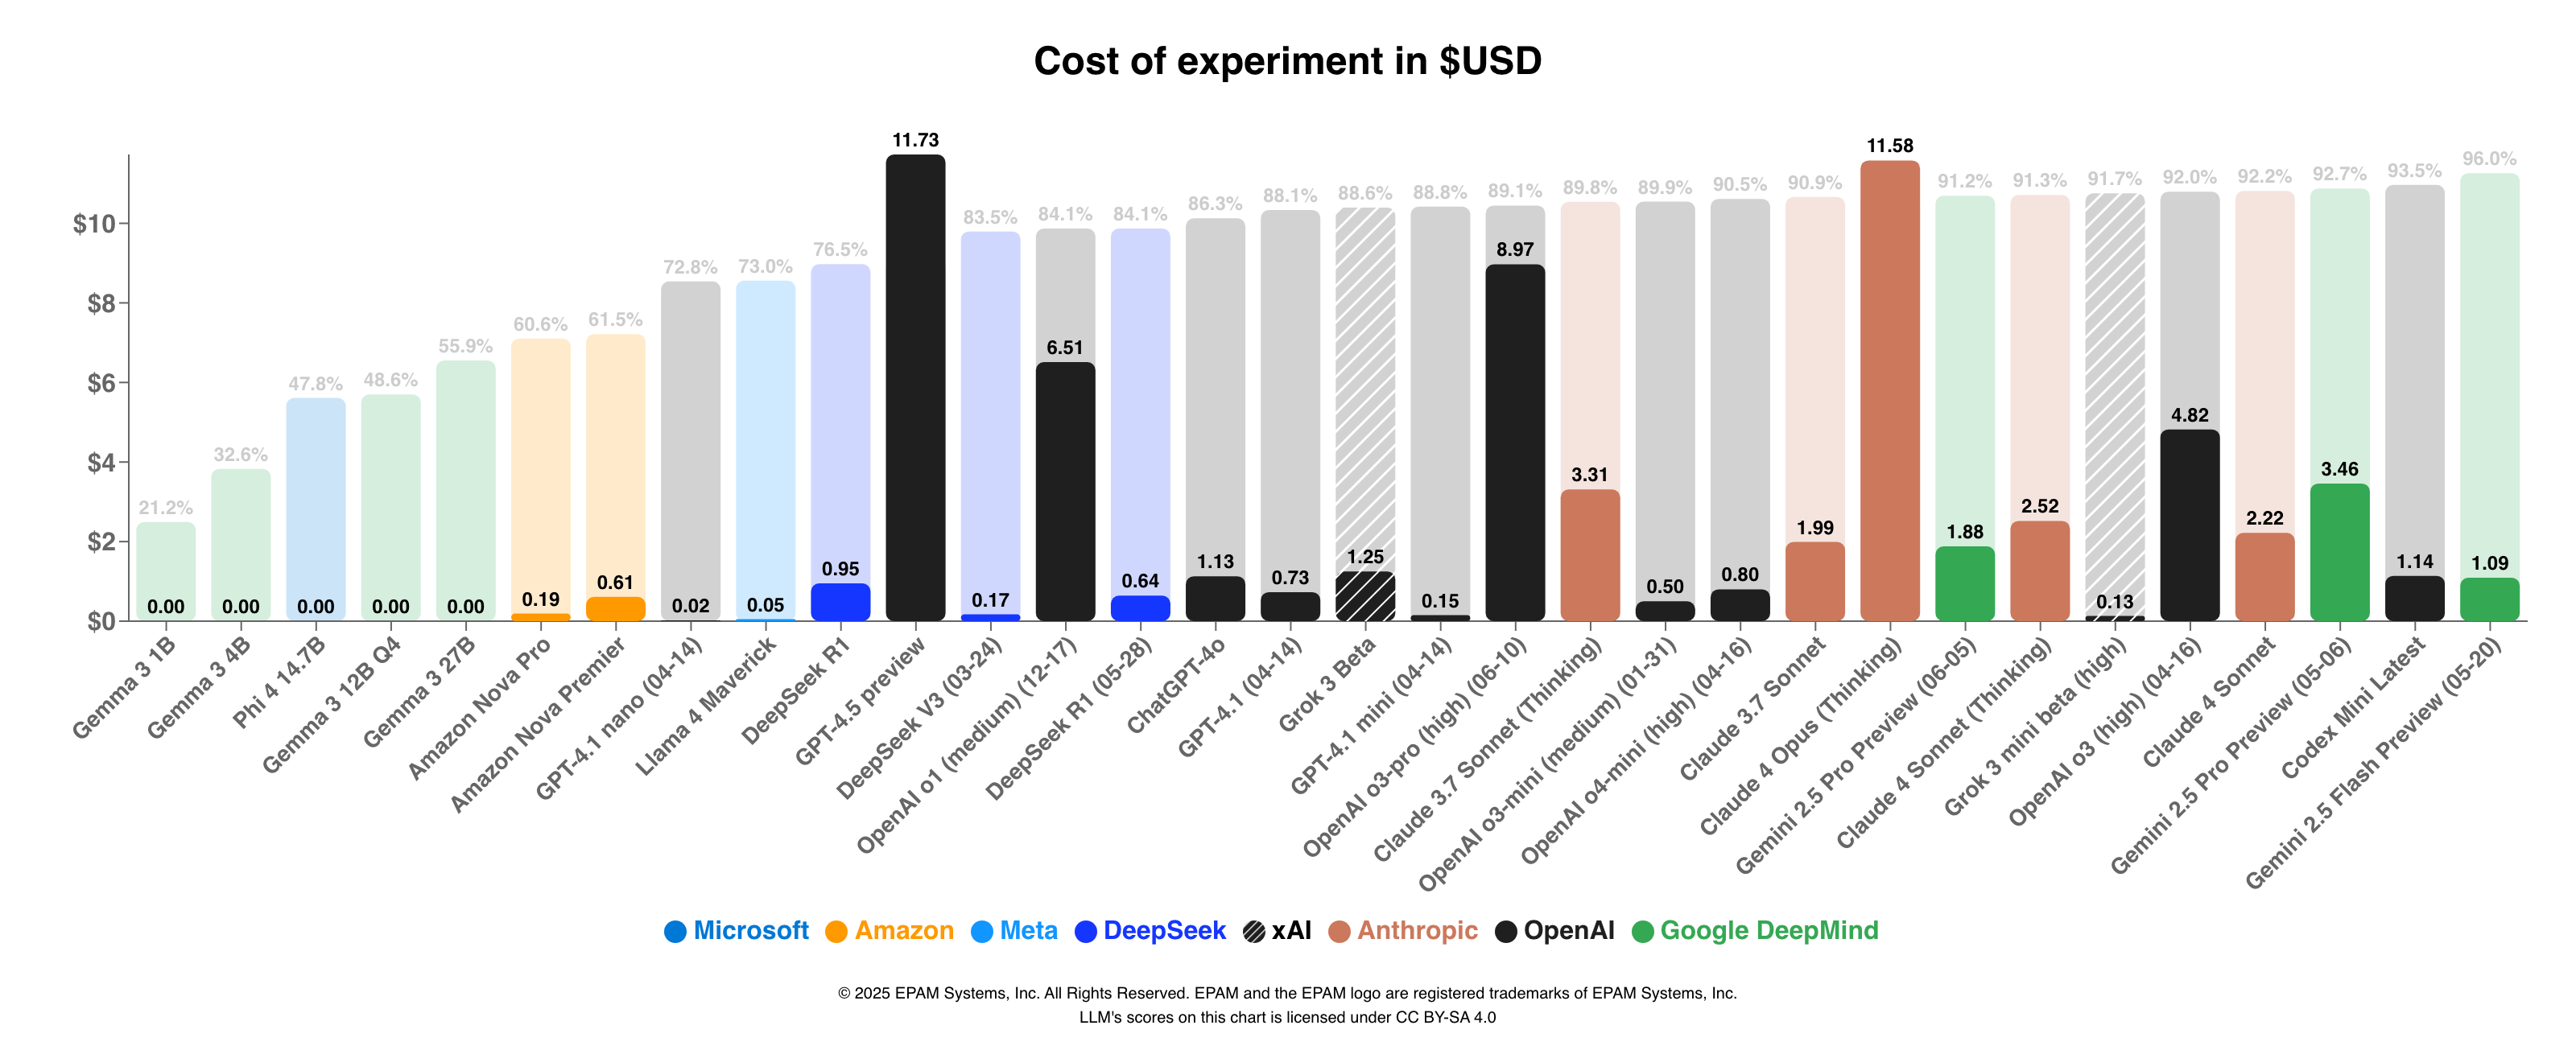 Cost of experiment in $USD
$10
$8
$6
$4
$2
$0
21.2%
32.6%
47.8%
48.6%
55.9%
60.6%
61.5%
72.8%
73.0%
76.5%
83.5%
84.1%
84.1%
86.3%
88.1%
88.6%
88.8%
89.1%
89.8%
89.9%
90.5%
90.9%
91.2%
91.3%
91.7%
92.0%
92.2%
92.7%
93.5%
96.0%
0.00
0.00
0.00
0.00
0.00
0.19
0.61
0.02
0.05
0.95
11.73
0.17
6.51
0.64
1.13
0.73
1.25
0.15
8.97
3.31
0.50
0.80
1.99
11.58
1.88
2.52
0.13
4.82
2.22
3.46
1.14
1.09
Gemma 3 1B
Gemma 3 4B
Phi 4 14.7B
Gemma 3 12B Q4
Gemma 3 27B
Amazon Nova Pro
Amazon Nova Premier
GPT-4.1 nano (04-14)
Llama 4 Maverick
DeepSeek R1
GPT-4.5 preview
DeepSeek V3 (03-24)
OpenAI o1 (medium) (12-17)
DeepSeek R1 (05-28)
ChatGPT-4o
GPT-4.1 (04-14)
Grok 3 Beta
GPT-4.1 mini (04-14)
OpenAI o3-pro (high) (06-10)
Claude 3.7 Sonnet (Thinking)
OpenAI o3-mini (medium) (01-31)
OpenAI o4-mini (high) (04-16)
Claude 3.7 Sonnet
Claude 4 Opus (Thinking)
Gemini 2.5 Pro Preview (06-05)
Claude 4 Sonnet (Thinking)
Grok 3 mini beta (high)
OpenAI o3 (high) (04-16)
Claude 4 Sonnet
Gemini 2.5 Pro Preview (05-06)
Codex Mini Latest
Gemini 2.5 Flash Preview (05-20)
Microsoft Amazon Meta DeepSeek xAI Anthropic OpenAI Google DeepMind
© 2025 EPAM Systems, Inc. All Rights Reserved. EPAM and the EPAM logo are registered trademarks of EPAM Systems, Inc.
LLM's scores on this chart is licensed under CC BY-SA 4.0